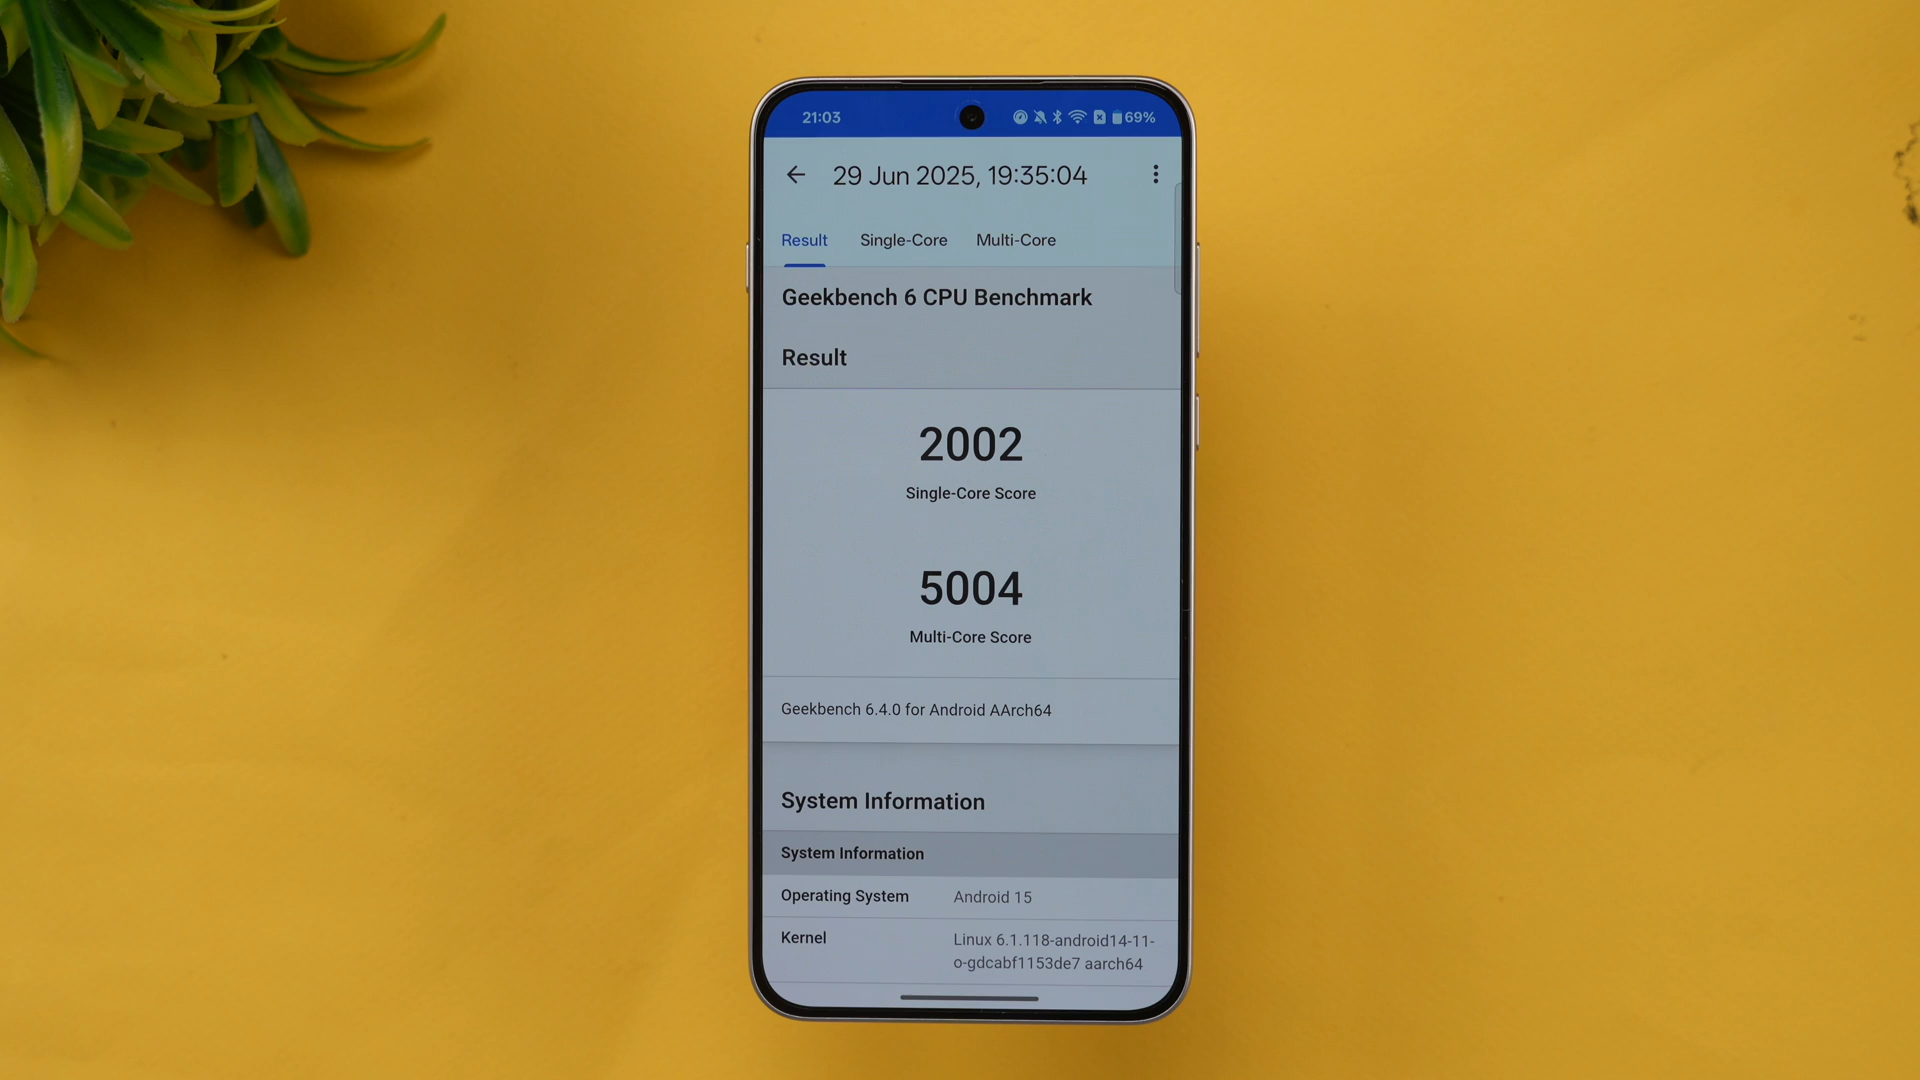 21:03 69%
29 Jun 2025, 19:35:04
Result Single-Core Multi-Core
Geekbench 6 CPU Benchmark
Result
2002
Single-Core Score
5004
Multi-Core Score
Geekbench 6.4.0 for Android AArch64
System Information
System Information
Operating System Android 15
Kernel Linux 6.1.118-android14-11-
o-gdcabf1153de7 aarch64